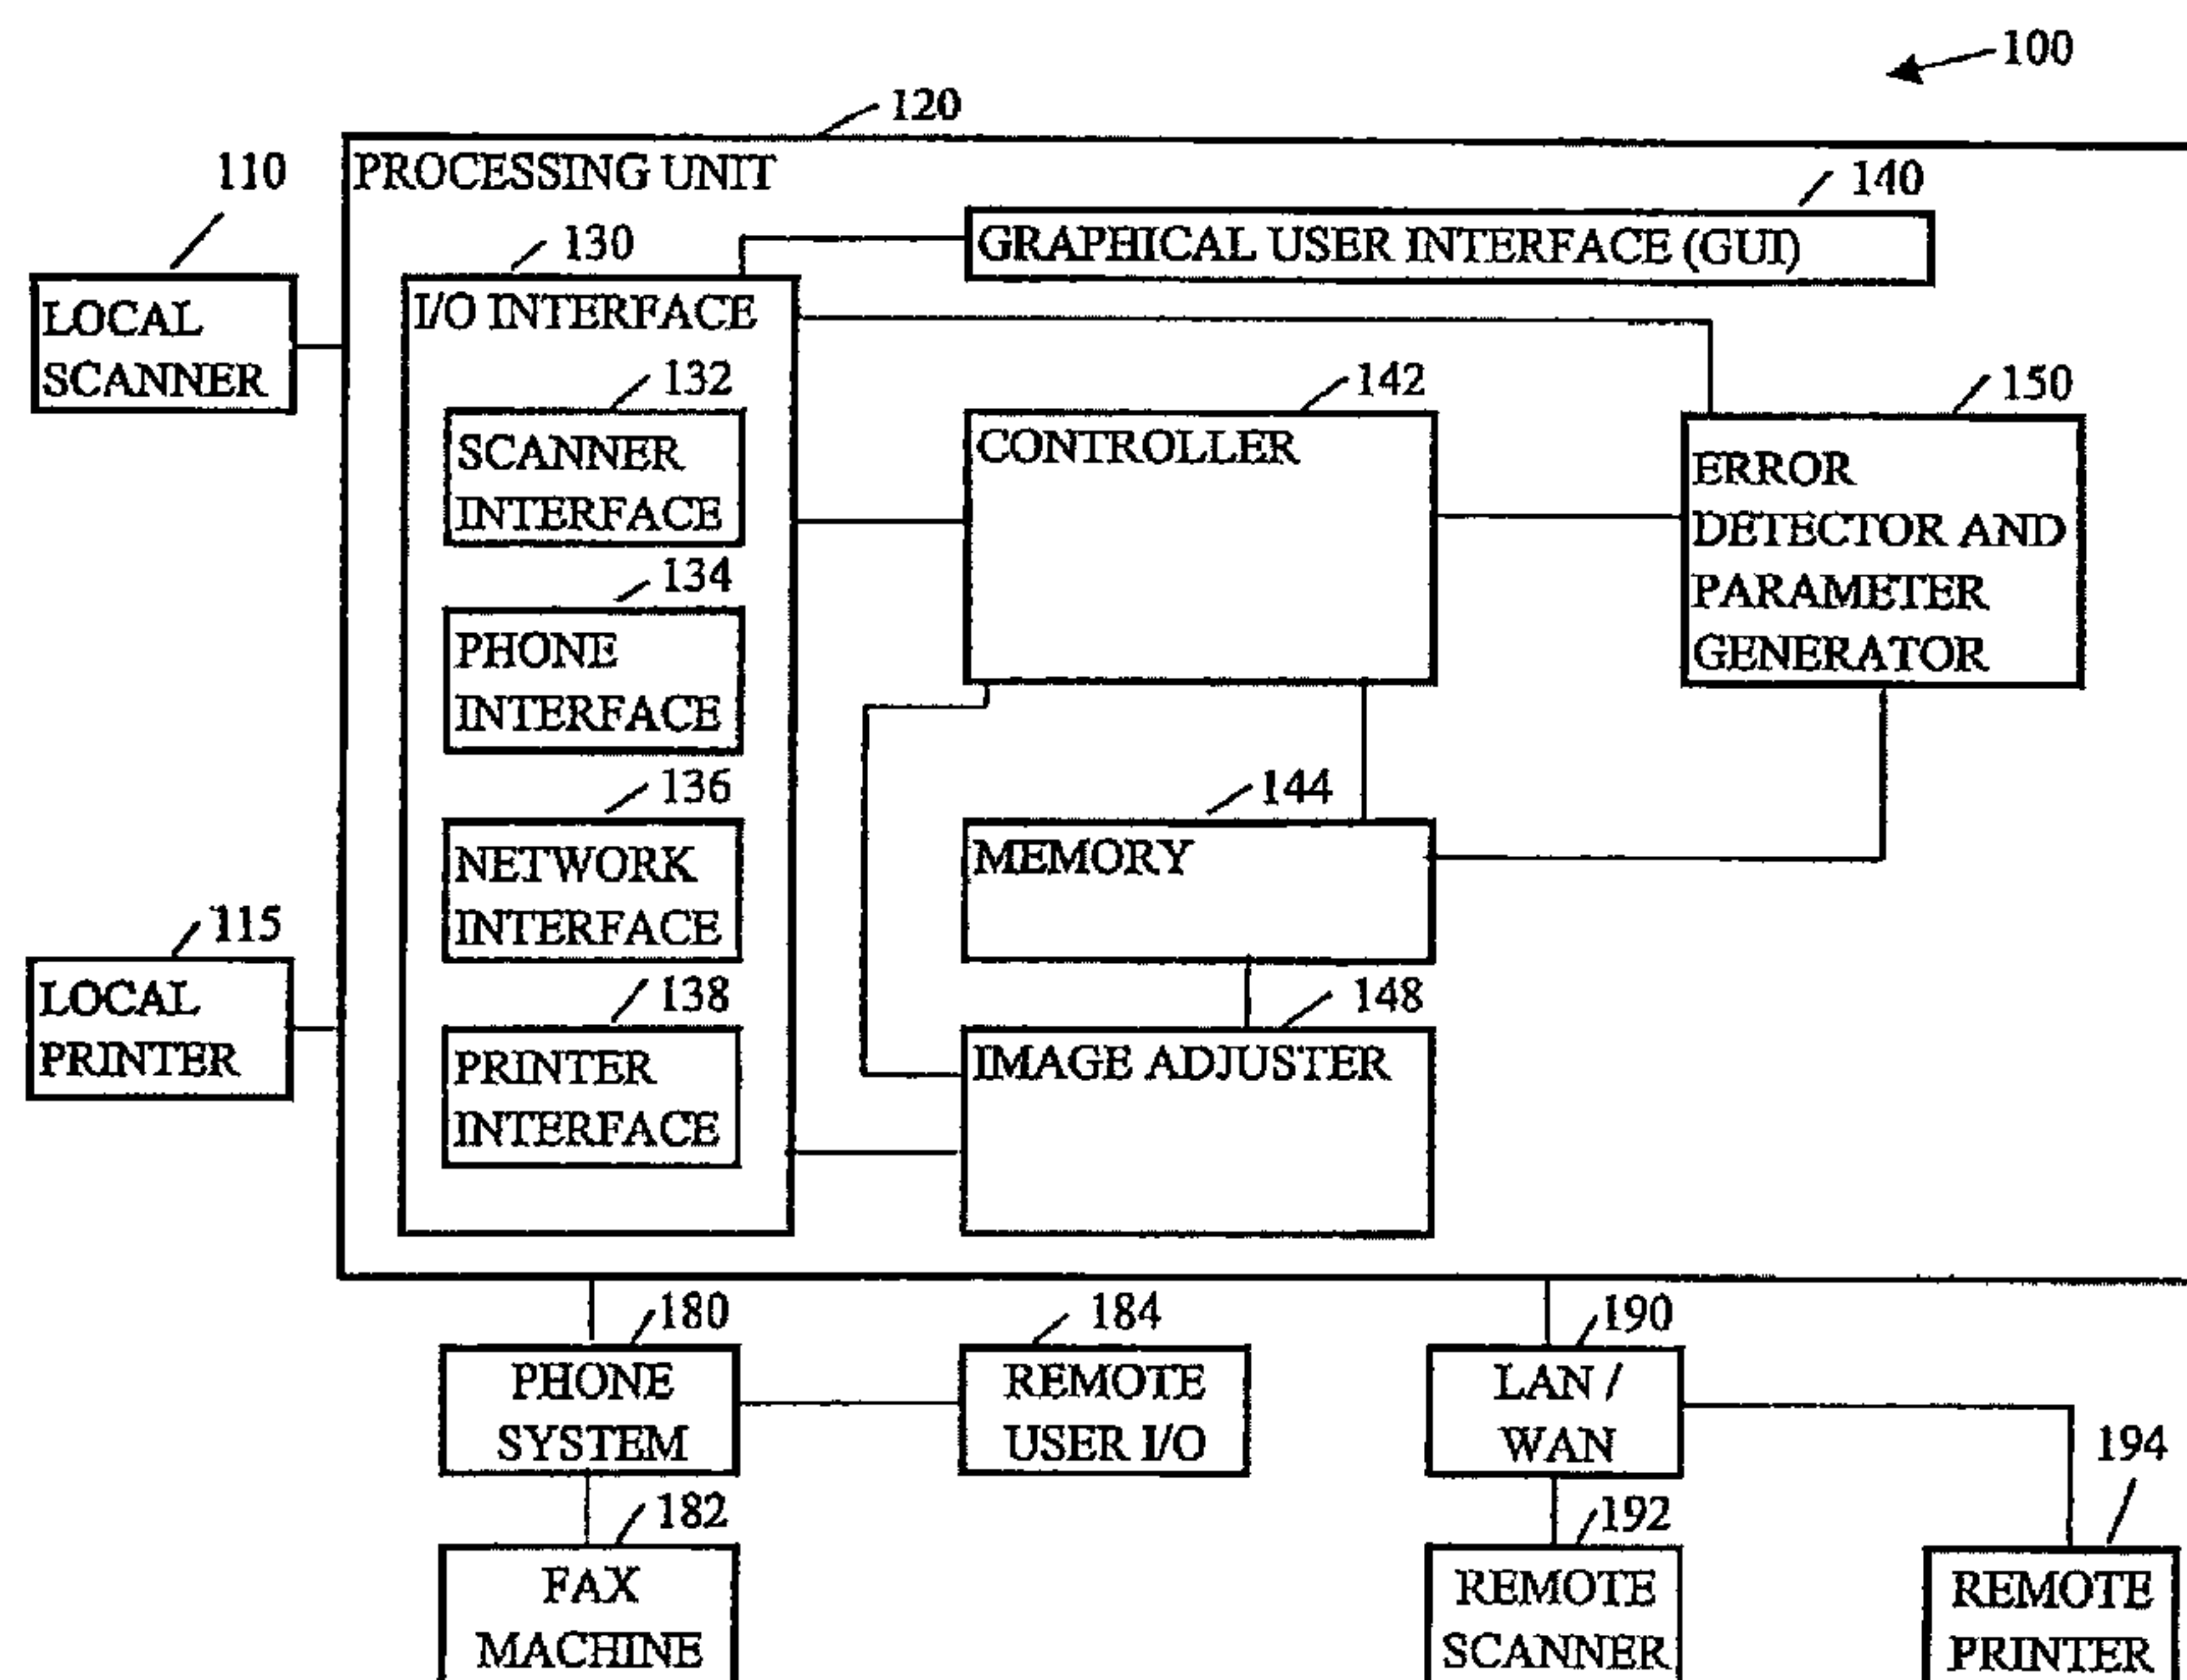 100
120
PROCESSING UNIT
110
140
GRAPHICAL USER INTERFACE (GUI)
130
I/O INTERFACE
LOCAL
SCANNER
132
SCANNER
INTERFACE
142
CONTROLLER
150
ERROR
DETECTOR AND
PARAMETER
GENERATOR
134
PHONE
INTERFACE
136
NETWORK
INTERFACE
144
MEMORY
115
LOCAL
PRINTER
138
PRINTER
INTERFACE
148
IMAGE ADJUSTER
180
PHONE
SYSTEM
184
REMOTE
USER I/O
190
LAN /
WAN
194
182
FAX
MACHINE
192
REMOTE
SCANNER
REMOTE
PRINTER